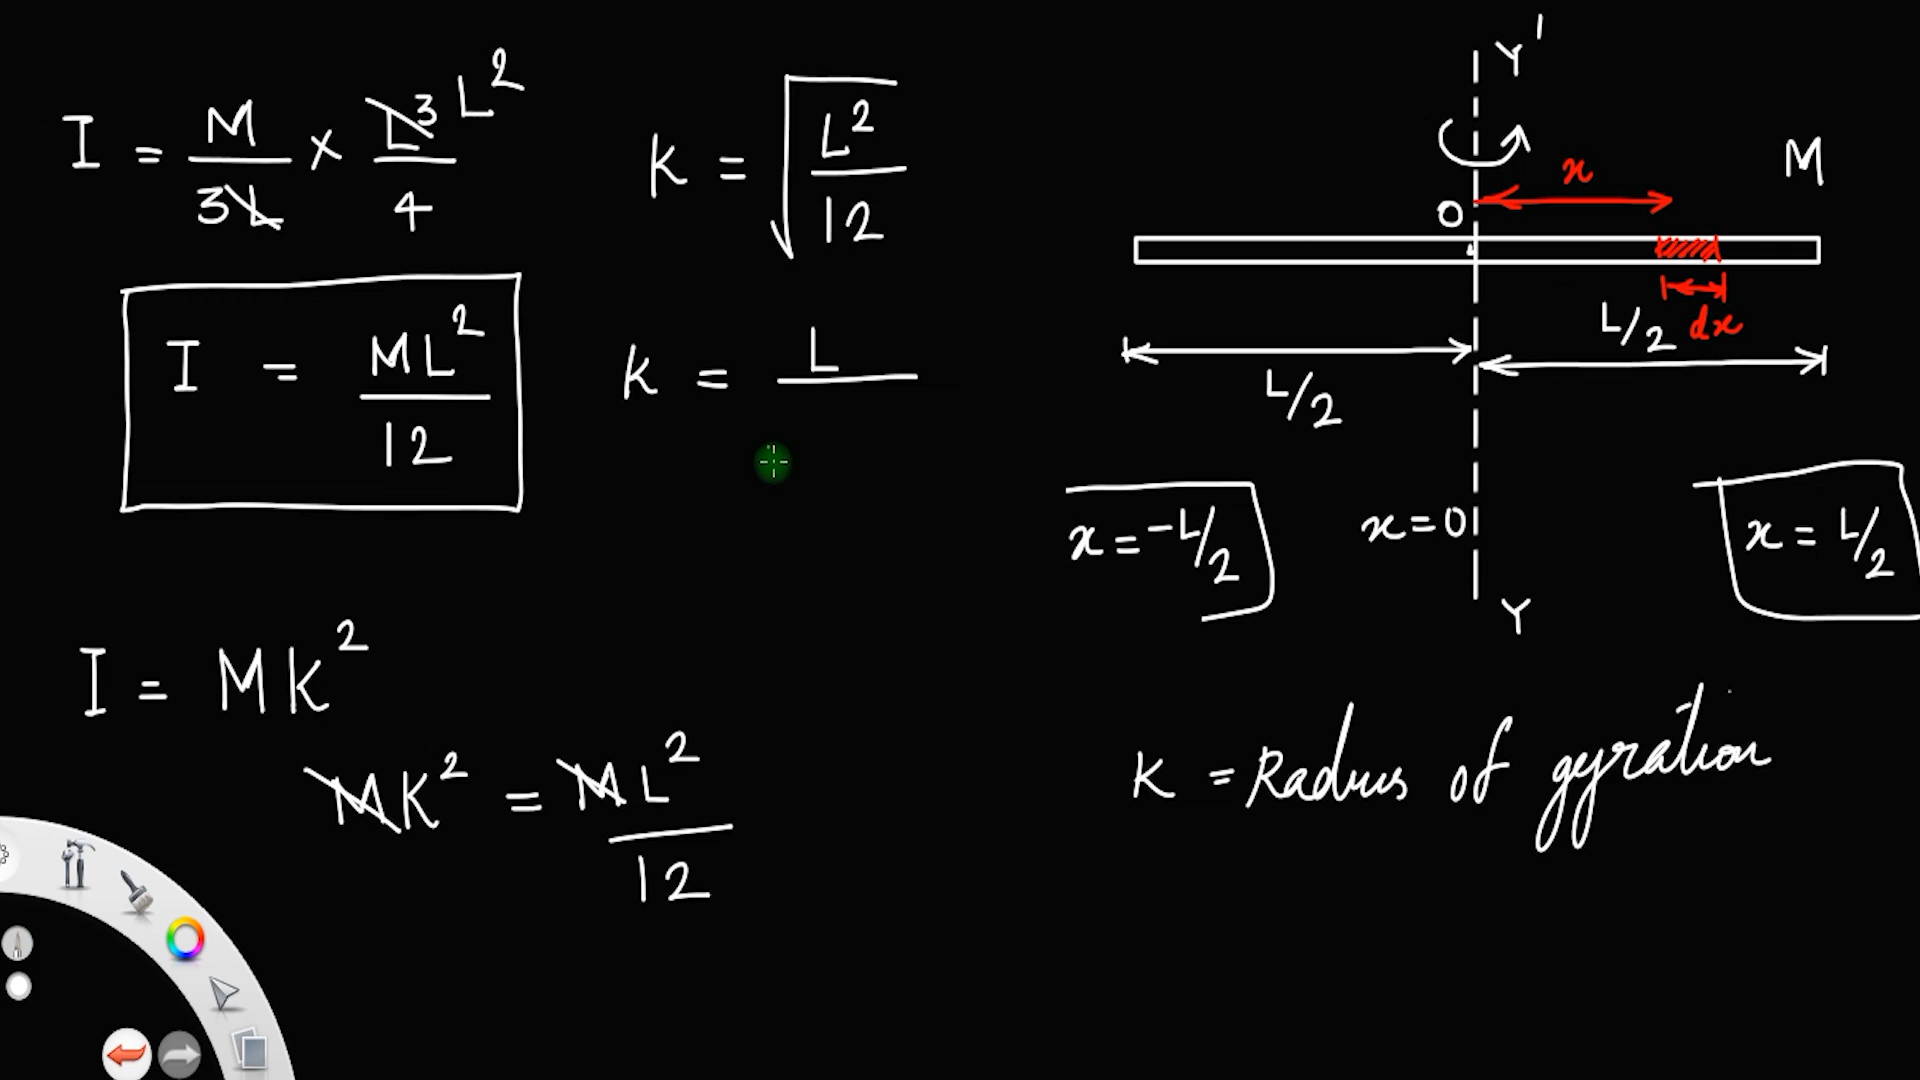 I = M/3L × L³/4 L²
I = ML²/12
I = MK²
MK² = ML²/12
K = √(L²/12)
K = L/
Y'
x
M
O
dx
L/2
L/2
x = -L/2
x = 0
x = L/2
Y
K = Radius of gyration